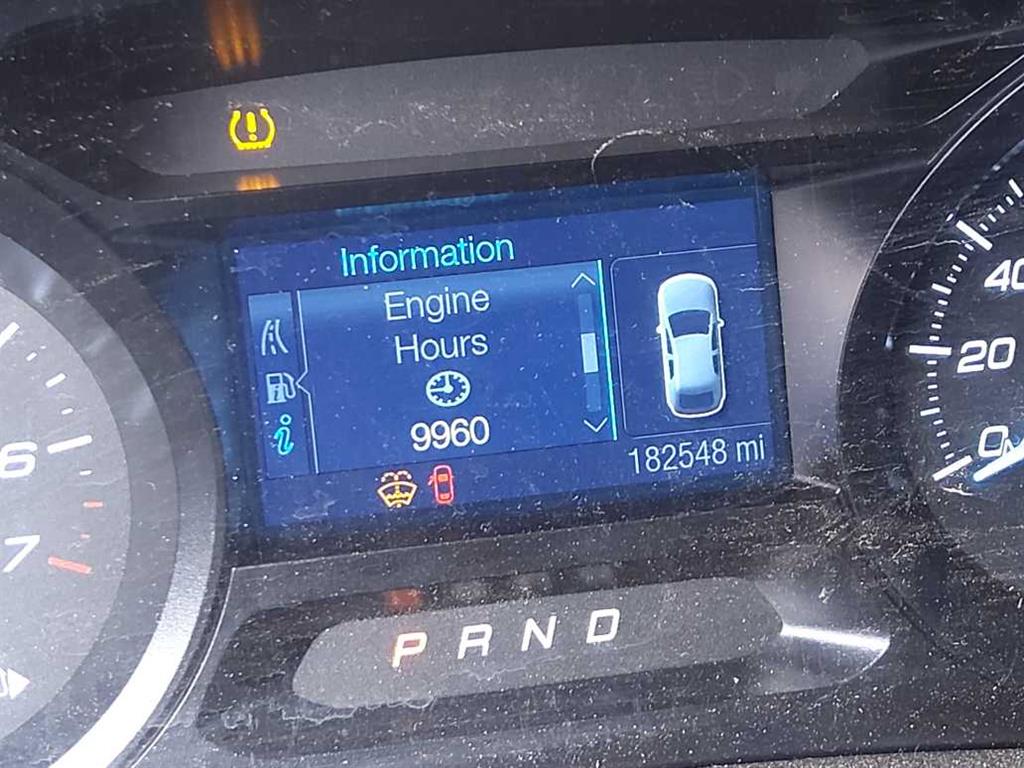 Information
Engine
Hours
9960
182548 mi
6
7
40
20
0
P R N D